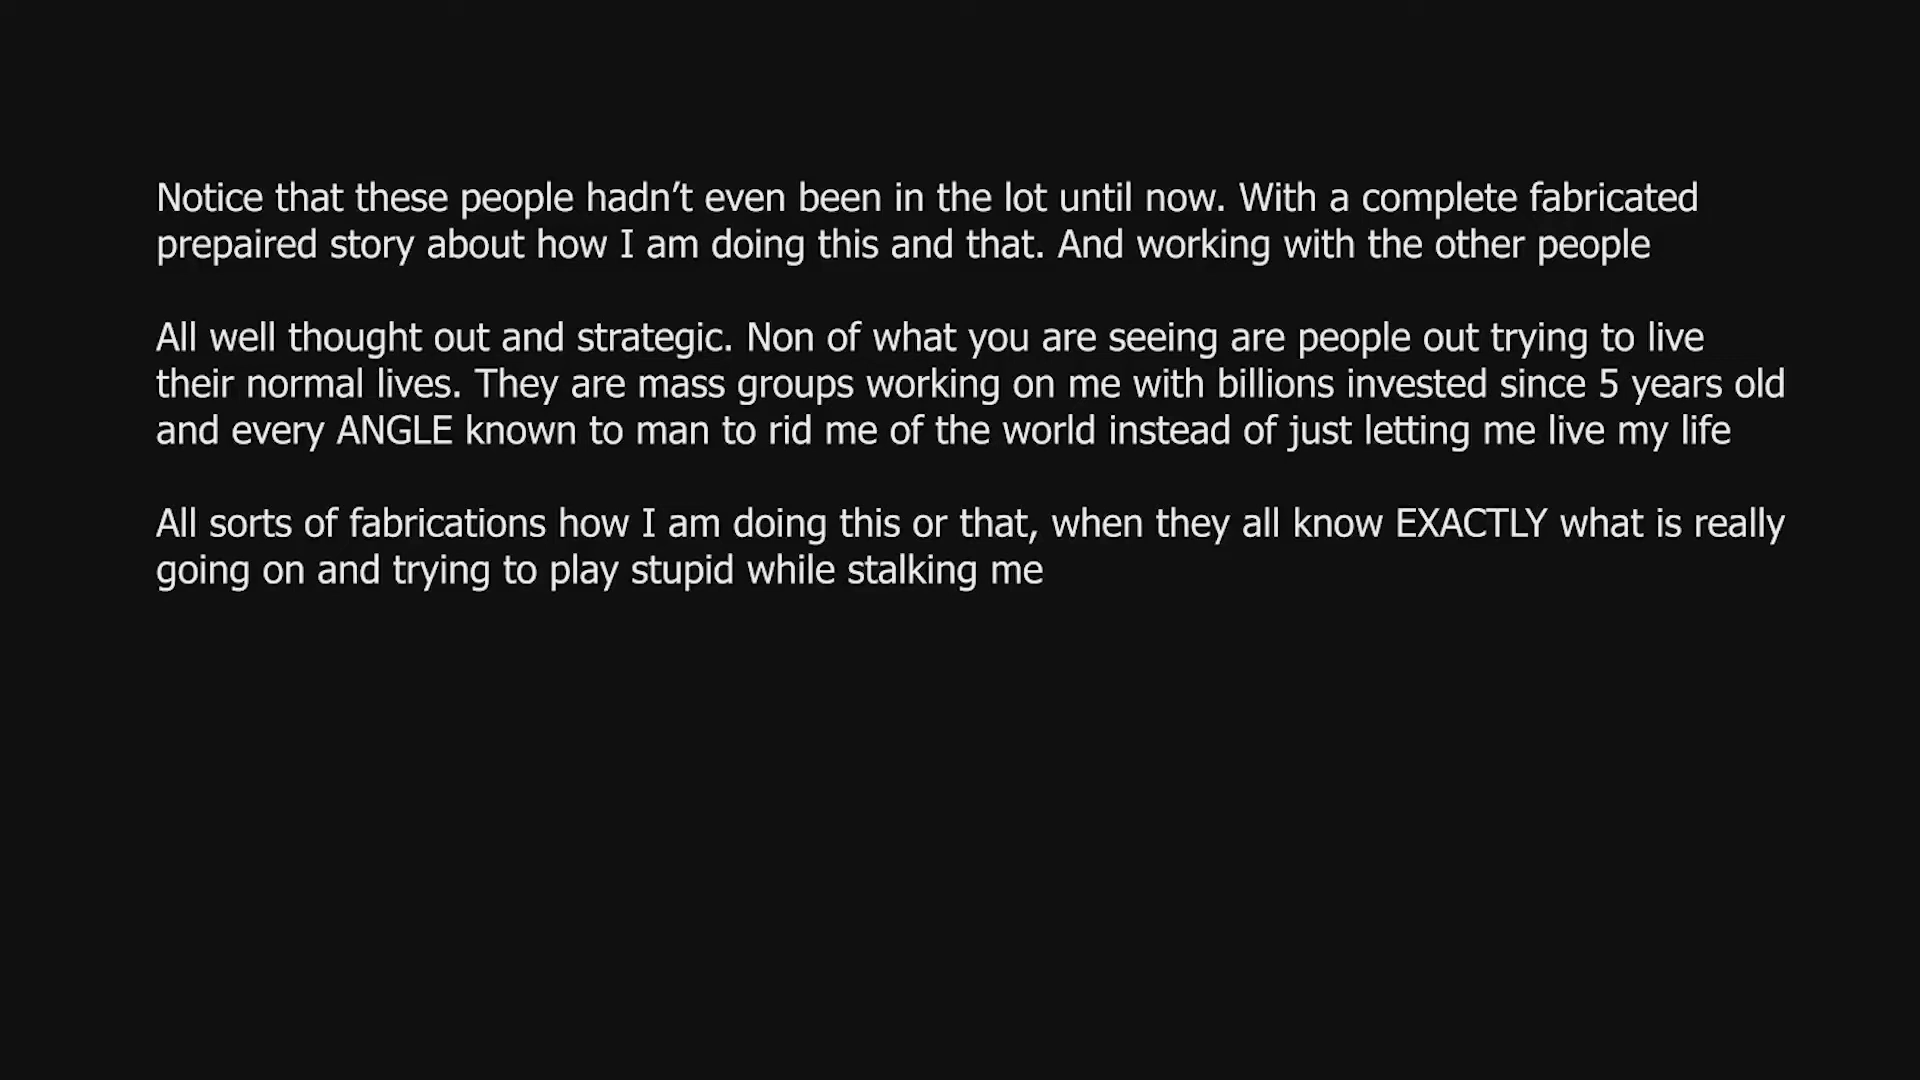 Notice that these people hadn’t even been in the lot until now. With a complete fabricated
prepaired story about how I am doing this and that. And working with the other people
All well thought out and strategic. Non of what you are seeing are people out trying to live
their normal lives. They are mass groups working on me with billions invested since 5 years old
and every ANGLE known to man to rid me of the world instead of just letting me live my life
All sorts of fabrications how I am doing this or that, when they all know EXACTLY what is really
going on and trying to play stupid while stalking me